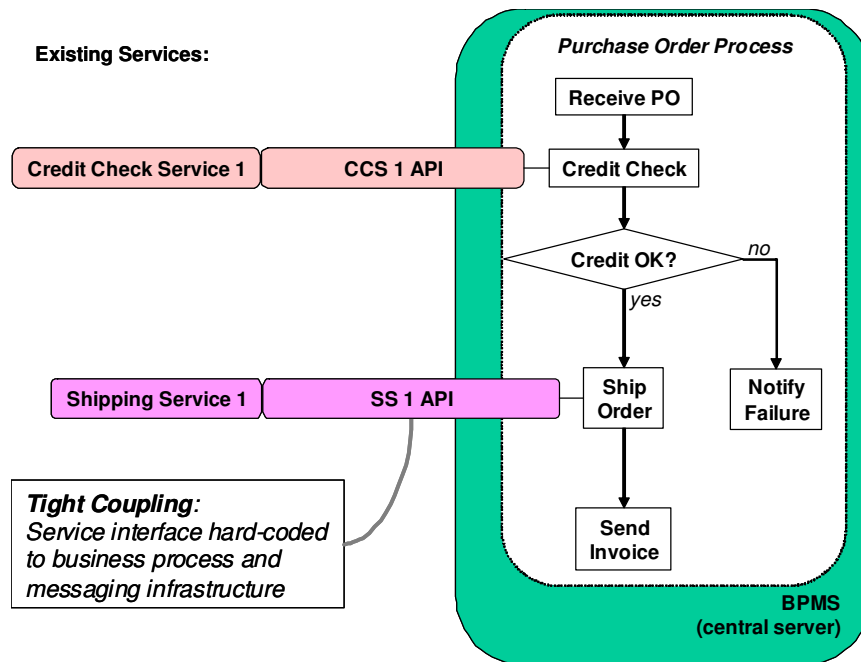 Existing Services:
Purchase Order Process
Receive PO
Credit Check Service 1
CCS 1 API
Credit Check
Credit OK?
no
yes
Shipping Service 1
SS 1 API
Ship
Order
Notify
Failure
Tight Coupling:
Service interface hard-coded
to business process and
messaging infrastructure
Send
Invoice
BPMS
(central server)